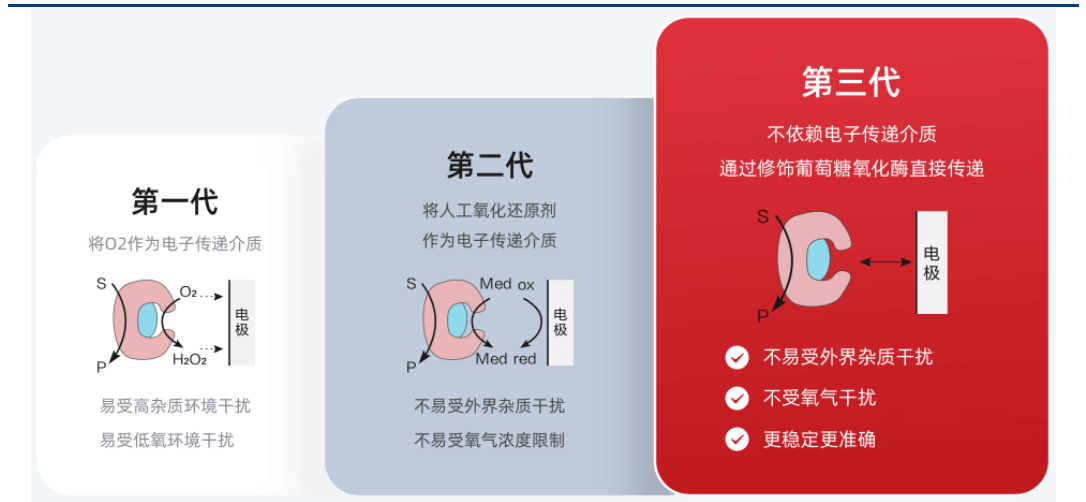 第一代
将O2作为电子传递介质
S
O₂
电极
P
H₂O₂
易受高杂质环境干扰
易受低氧环境干扰
第二代
将人工氧化还原剂
作为电子传递介质
S
Med ox
电极
P
Med red
不易受外界杂质干扰
不易受氧气浓度限制
第三代
不依赖电子传递介质
通过修饰葡萄糖氧化酶直接传递
S
电极
P
不易受外界杂质干扰
不受氧气干扰
更稳定更准确